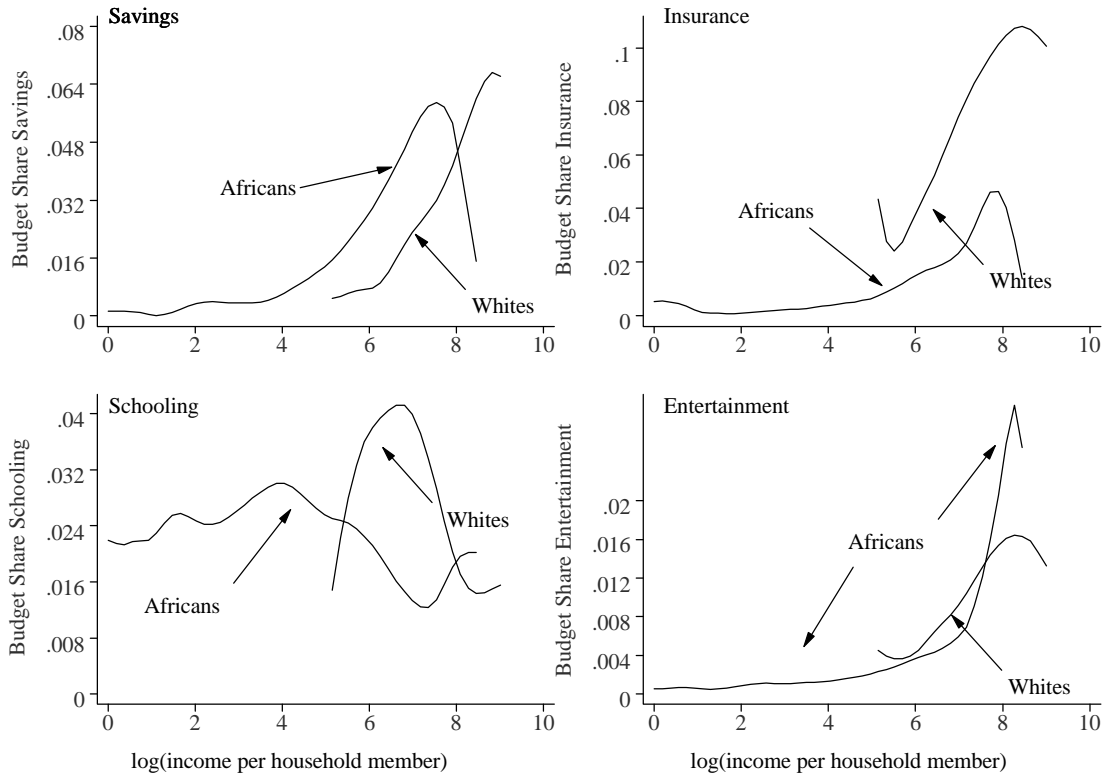 Savings
.08
.064
.048
.032
.016
0
Budget Share Savings
Africans
Whites
0 2 4 6 8 10
Insurance
.1
.08
.06
.04
.02
0
Budget Share Insurance
Africans
Whites
0 2 4 6 8 10
Schooling
.04
.032
.024
.016
.008
0
Budget Share Schooling
Whites
Africans
0 2 4 6 8 10
log(income per household member)
Entertainment
.02
.016
.012
.008
.004
0
Budget Share Entertainment
Africans
Whites
0 2 4 6 8 10
log(income per household member)